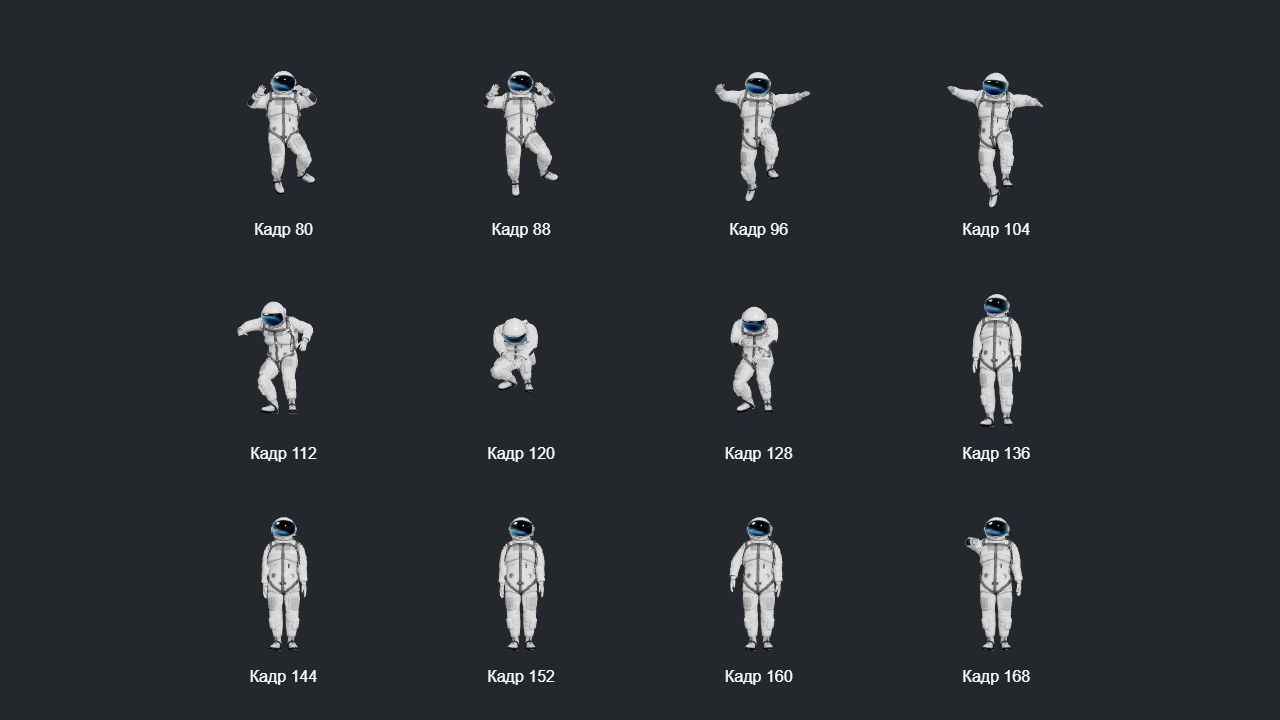 Кадр 80
Кадр 88
Кадр 96
Кадр 104
Кадр 112
Кадр 120
Кадр 128
Кадр 136
Кадр 144
Кадр 152
Кадр 160
Кадр 168